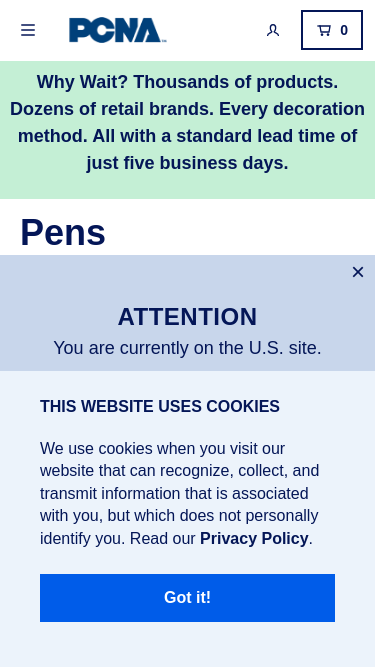 PCNA
0
Why Wait? Thousands of products.
Dozens of retail brands. Every decoration
method. All with a standard lead time of
just five business days.
Pens
ATTENTION
You are currently on the U.S. site.
THIS WEBSITE USES COOKIES
We use cookies when you visit our
website that can recognize, collect, and
transmit information that is associated
with you, but which does not personally
identify you. Read our Privacy Policy.
Got it!